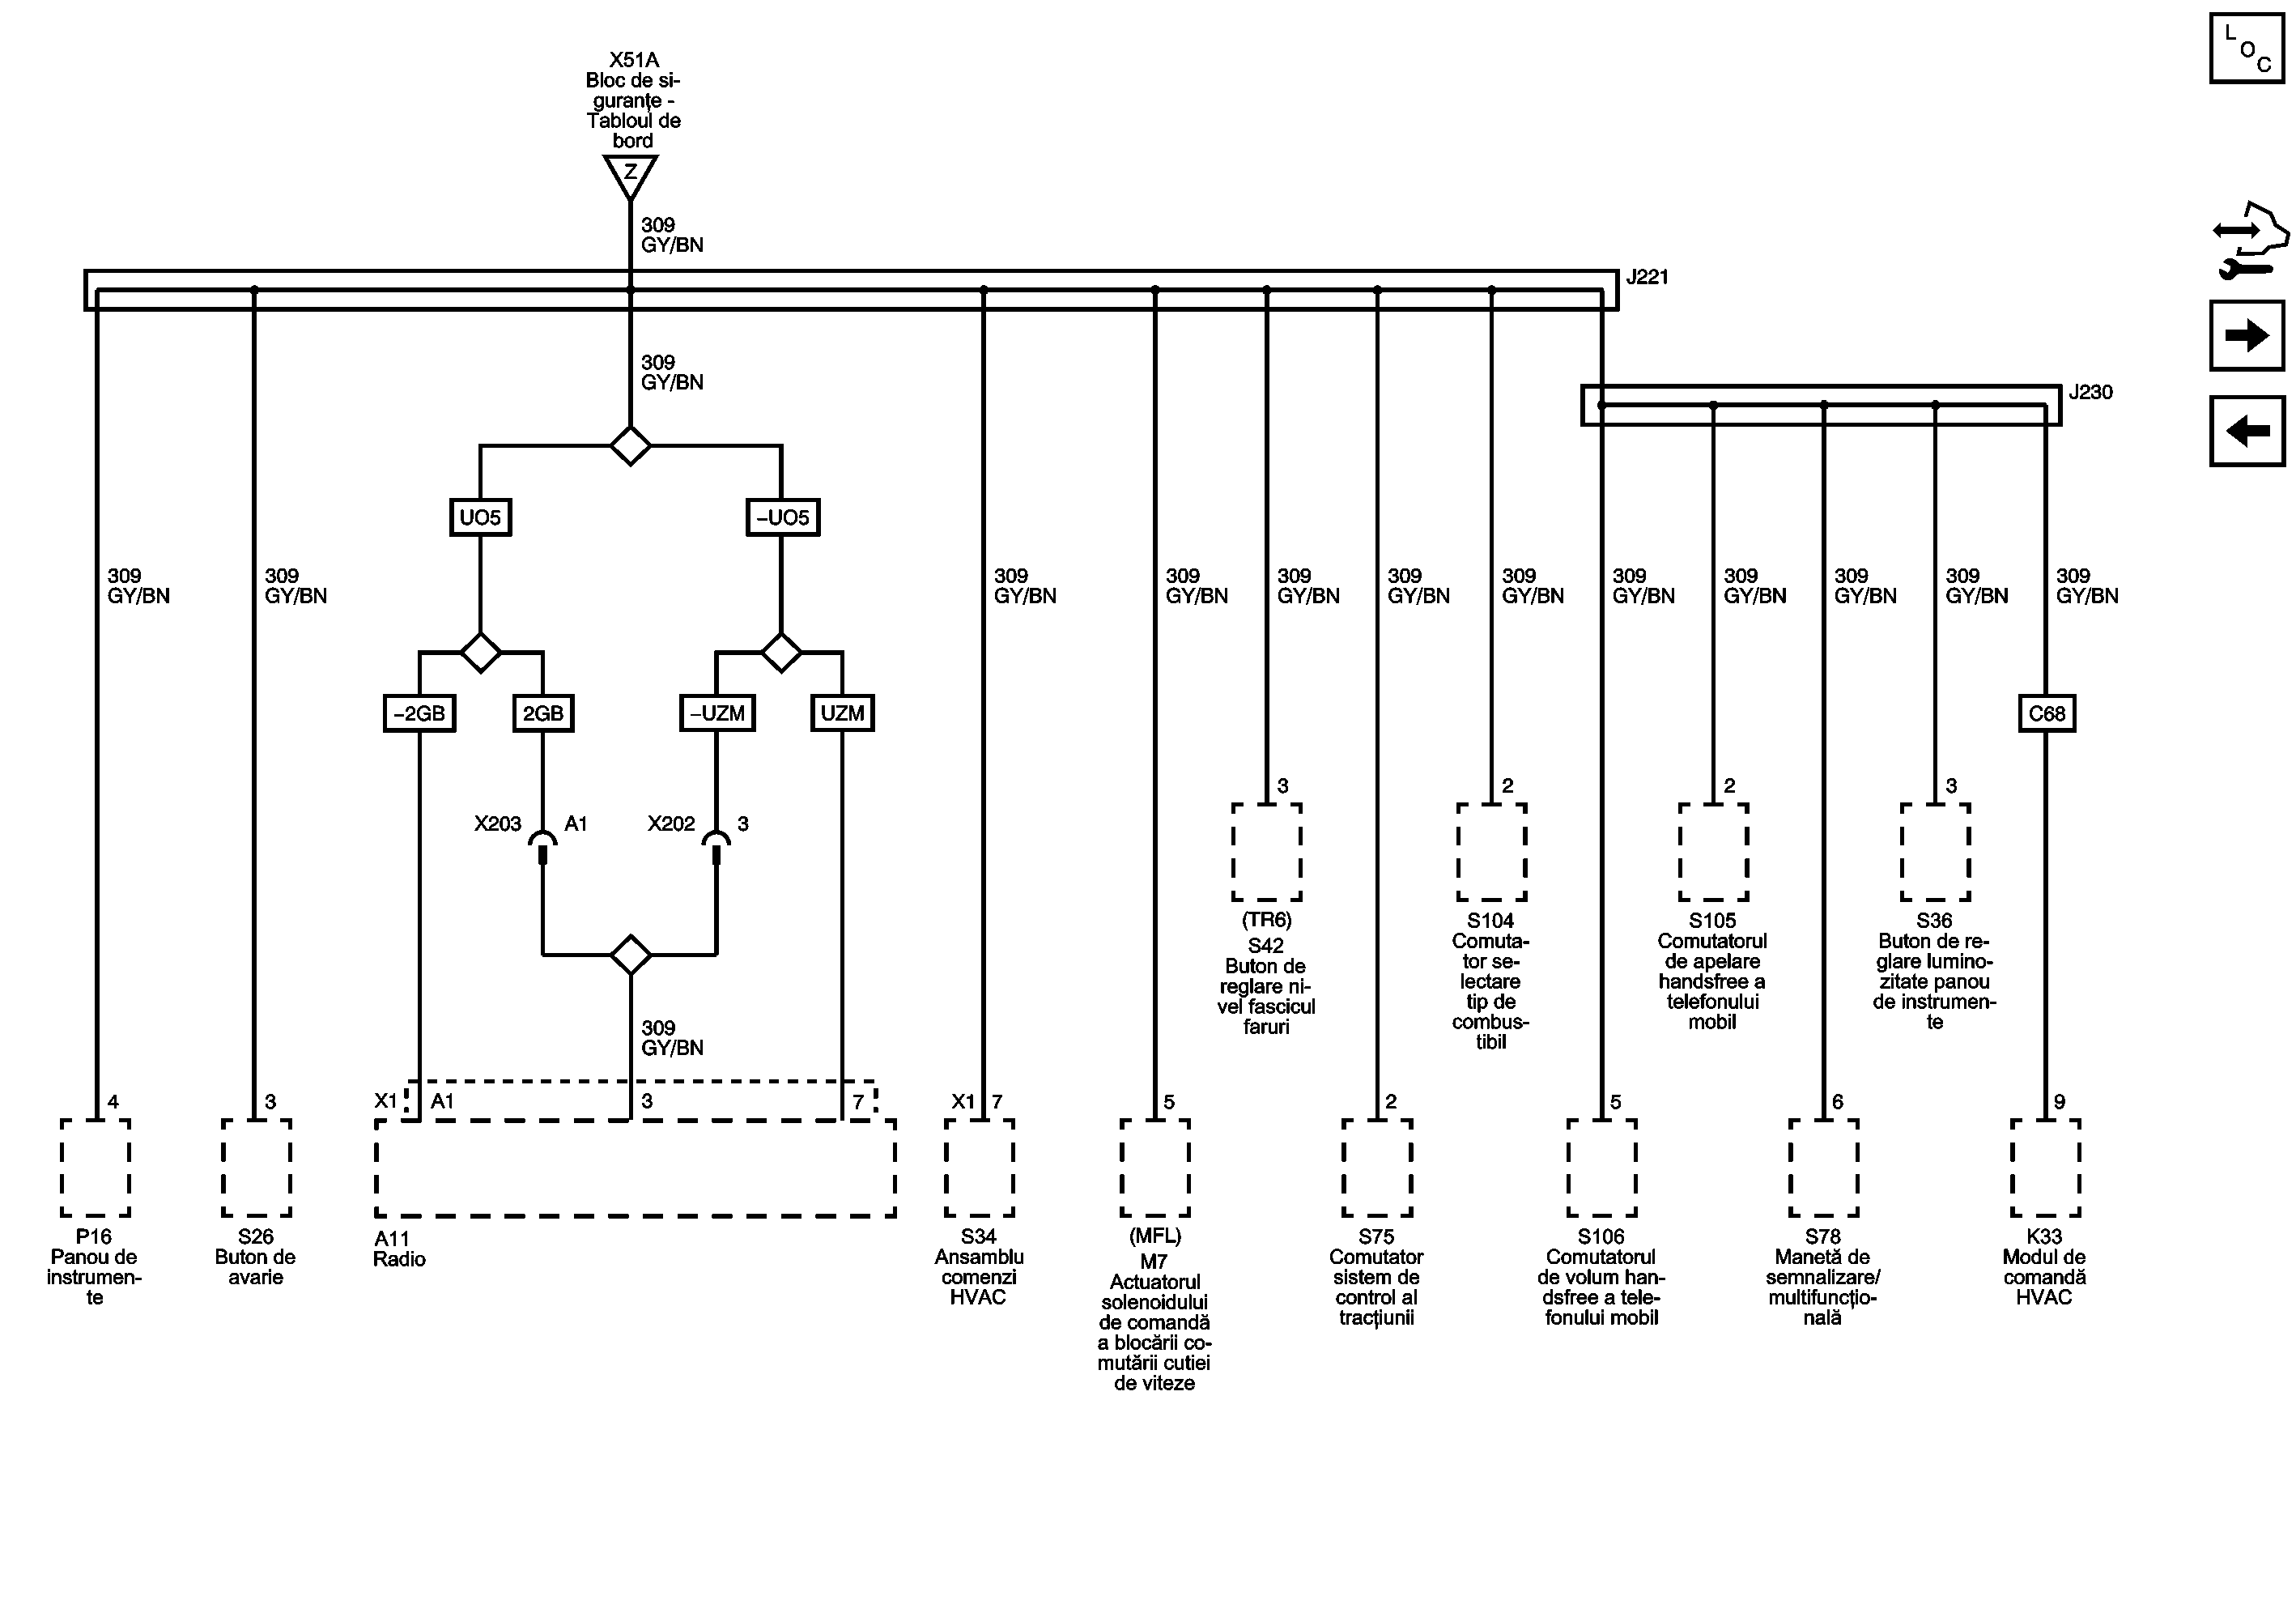 L
O
C
X51A
Bloc de si-
guranțe -
Tabloul de
bord
Z
309
GY/BN
J221
309
GY/BN
J230
UO5
–UO5
309
GY/BN
309
GY/BN
309
GY/BN
309
GY/BN
309
GY/BN
309
GY/BN
309
GY/BN
309
GY/BN
309
GY/BN
309
GY/BN
309
GY/BN
309
GY/BN
–2GB
2GB
–UZM
UZM
C68
X203
A1
X202
3
3
2
2
3
(TR6)
S42
Buton de
reglare ni-
vel fascicul
faruri
S104
Comuta-
tor se-
lectare
tip de
combus-
tibil
S105
Comutatorul
de apelare
handsfree a
telefonului
mobil
S36
Buton de re-
glare lumino-
zitate panou
de instrumen-
te
309
GY/BN
4
3
X1
A1
3
7
X1
7
5
2
5
6
9
P16
Panou de
instrumen-
te
S26
Buton de
avarie
A11
Radio
S34
Ansamblu
comenzi
HVAC
(MFL)
M7
Actuatorul
solenoidului
de comandă
a blocării co-
mutării cutiei
de viteze
S75
Comutator
sistem de
control al
tracțiunii
S106
Comutatorul
de volum han-
dsfree a tele-
fonului mobil
S78
Manetă de
semnalizare/
multifuncțio-
nală
K33
Modul de
comandă
HVAC